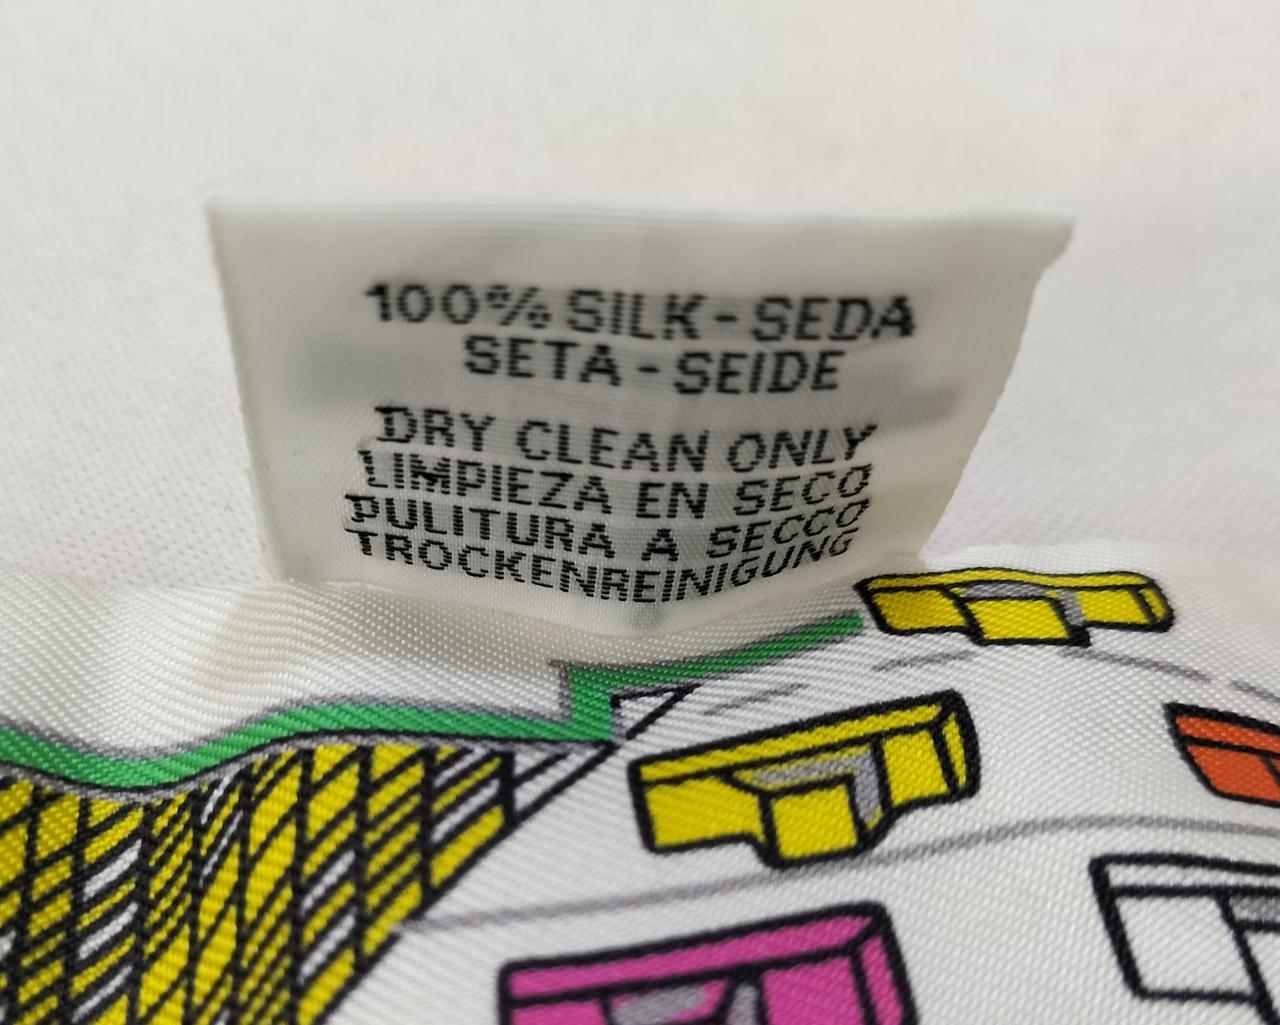 100% SILK - SEDA
SETA - SEIDE
DRY CLEAN ONLY
LIMPIEZA EN SECO
PULITURA A SECCO
TROCKENREINIGUNG